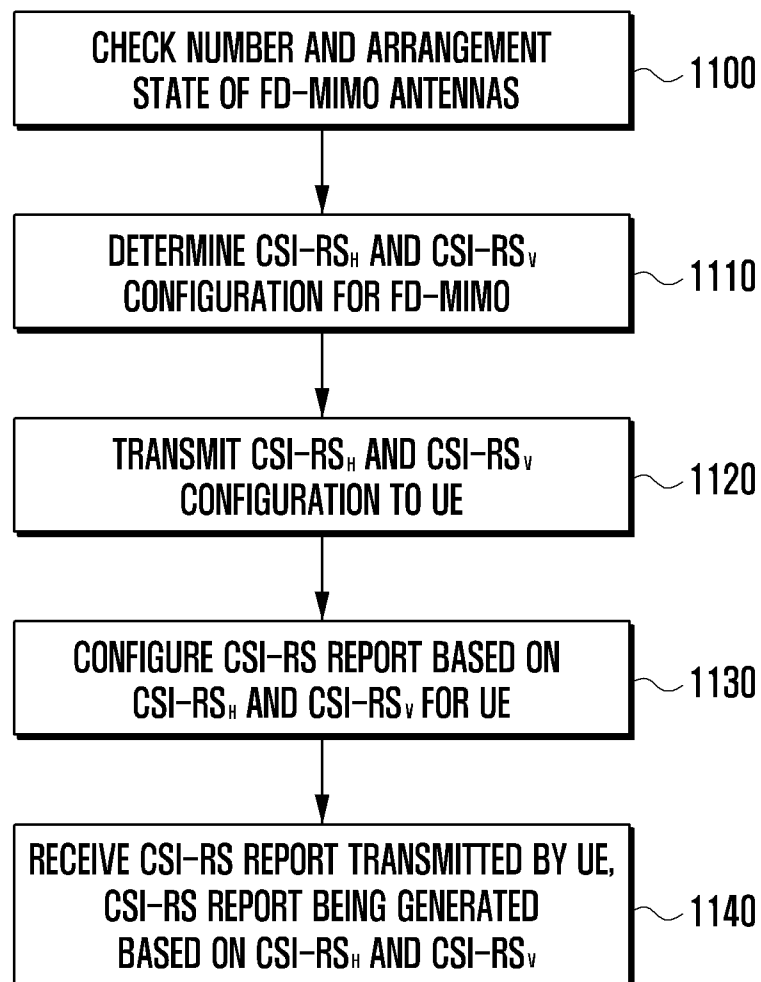 CHECK NUMBER AND ARRANGEMENT
STATE OF FD-MIMO ANTENNAS
1100
DETERMINE CSI-RSH AND CSI-RSV
CONFIGURATION FOR FD-MIMO
1110
TRANSMIT CSI-RSH AND CSI-RSV
CONFIGURATION TO UE
1120
CONFIGURE CSI-RS REPORT BASED ON
CSI-RSH AND CSI-RSV FOR UE
1130
RECEIVE CSI-RS REPORT TRANSMITTED BY UE,
CSI-RS REPORT BEING GENERATED
BASED ON CSI-RSH AND CSI-RSV
1140